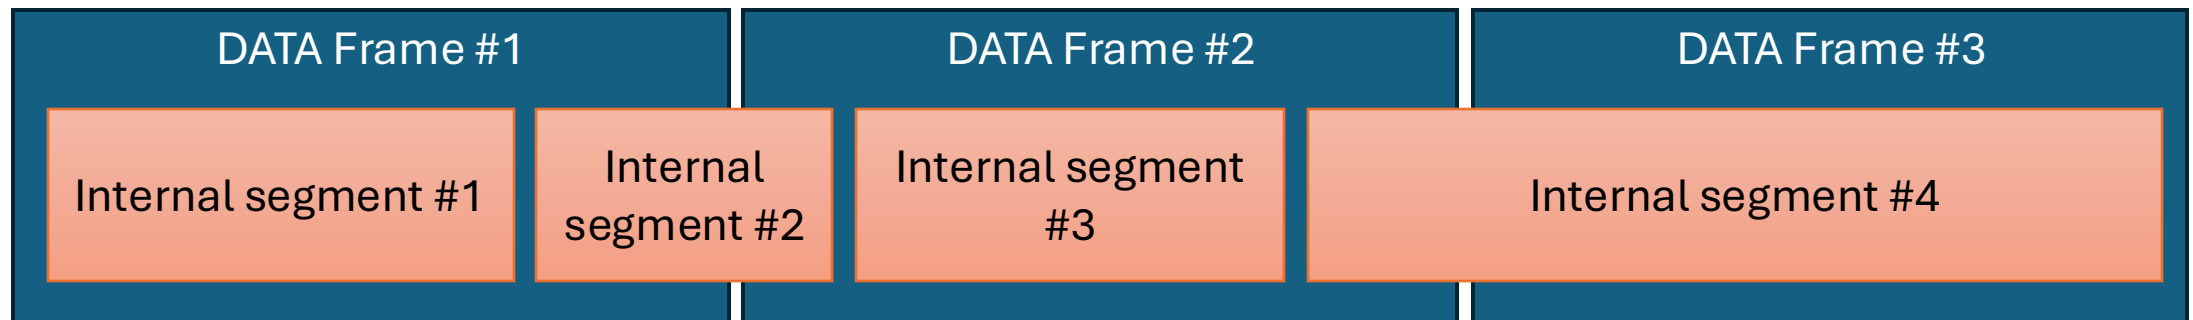 DATA Frame #1
DATA Frame #2
DATA Frame #3
Internal segment #1
Internal
segment #2
Internal segment
#3
Internal segment #4